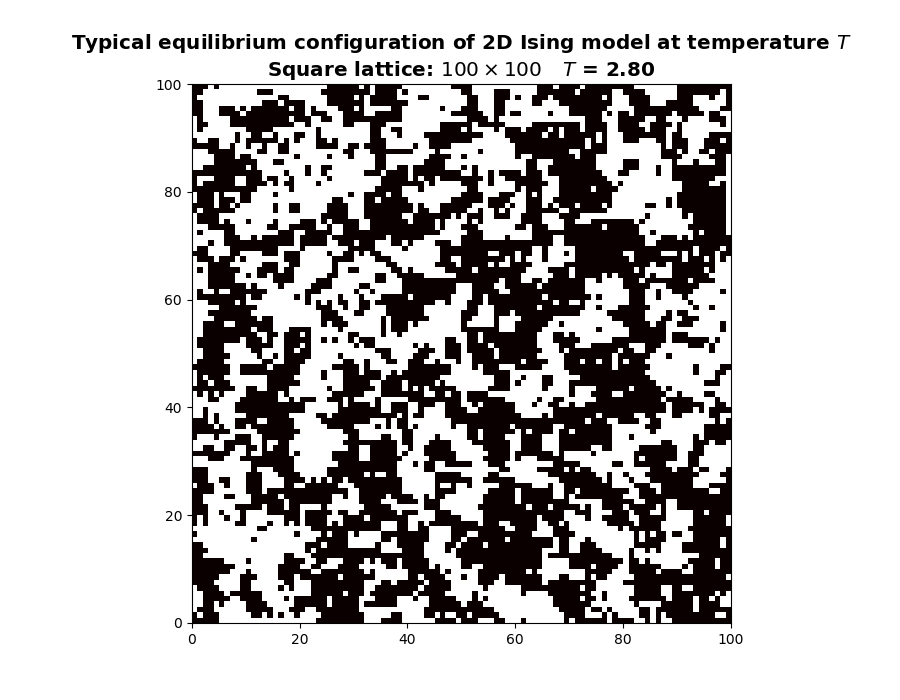 Typical equilibrium configuration of 2D Ising model at temperature T
Square lattice: 100 × 100 T = 2.80
100
80
60
40
20
0
0 20 40 60 80 100